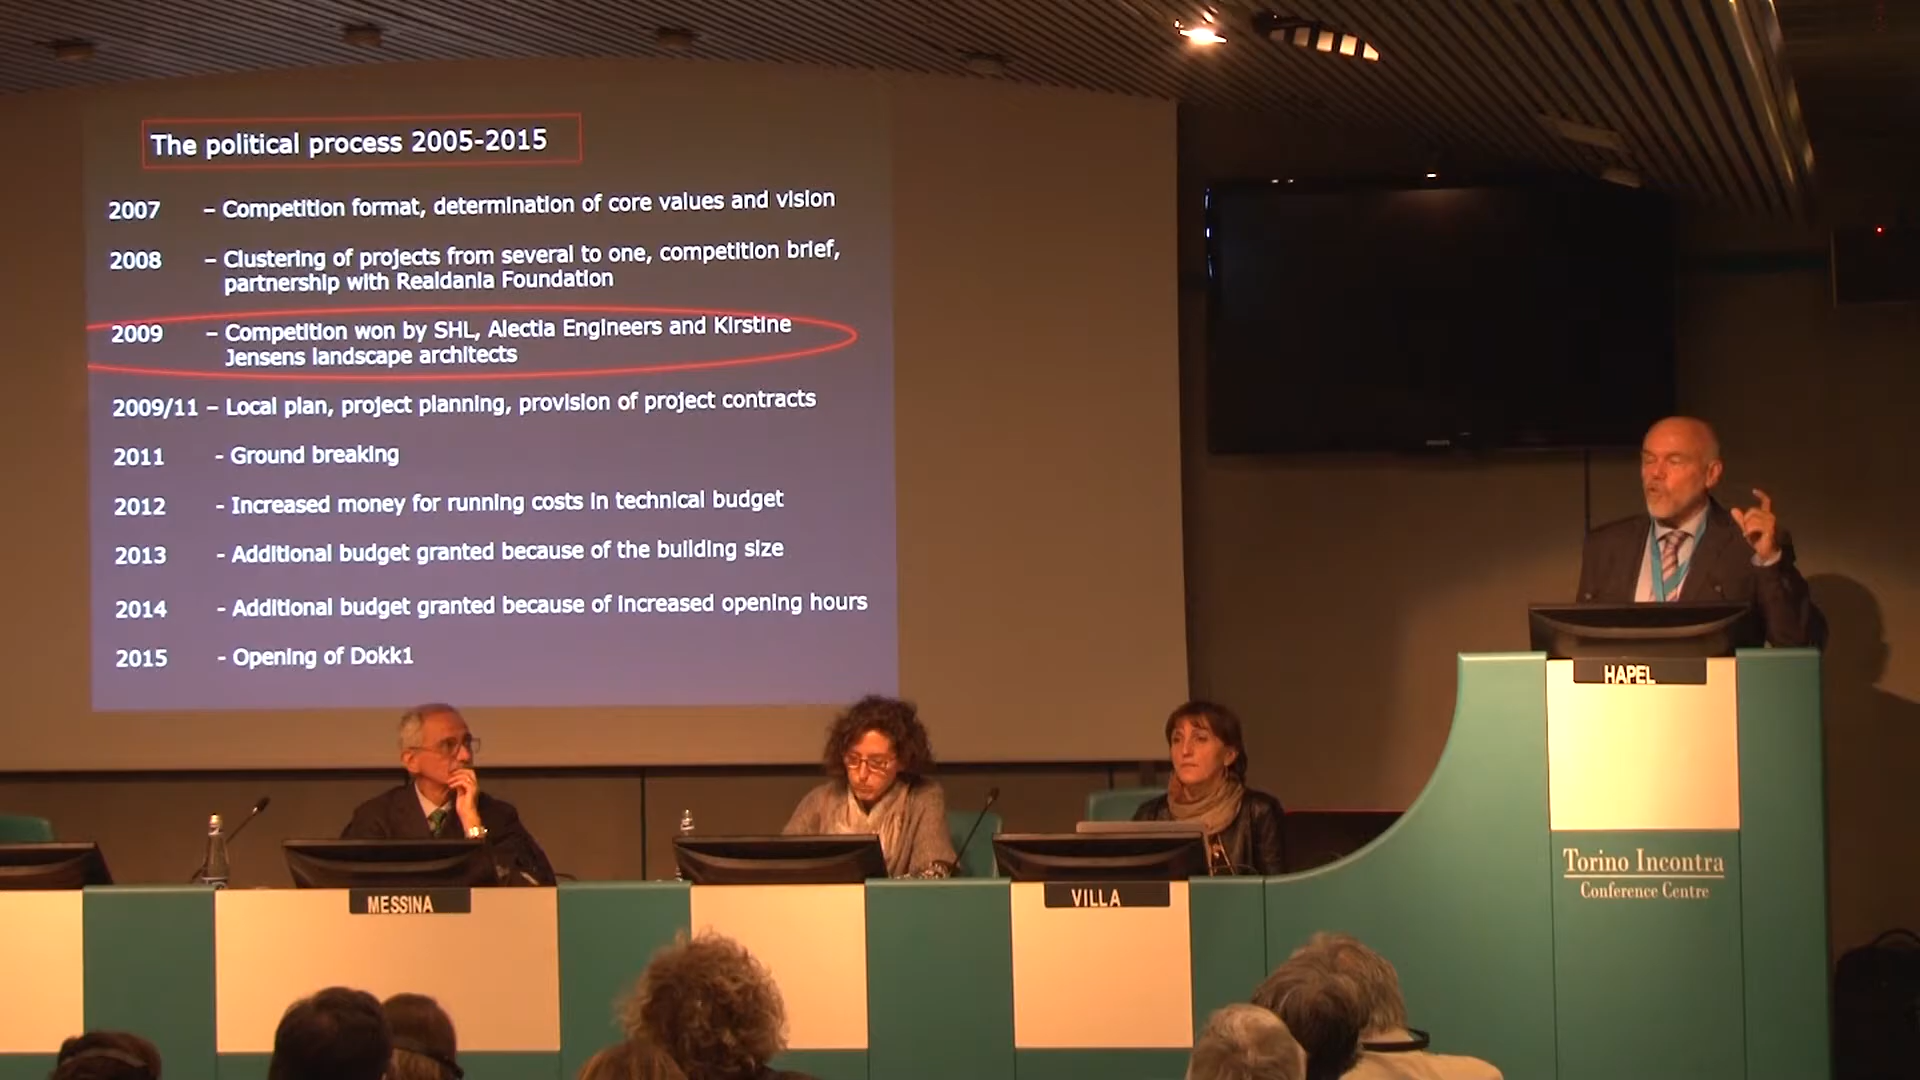 The political process 2005-2015
2007 – Competition format, determination of core values and vision
2008 – Clustering of projects from several to one, competition brief,
partnership with Realdania Foundation
2009 – Competition won by SHL, Alectia Engineers and Kirstine
Jensens landscape architects
2009/11 – Local plan, project planning, provision of project contracts
2011 - Ground breaking
2012 - Increased money for running costs in technical budget
2013 - Additional budget granted because of the building size
2014 - Additional budget granted because of increased opening hours
2015 - Opening of Dokk1
HAPEL
Torino Incontra
Conference Centre
MESSINA
VILLA